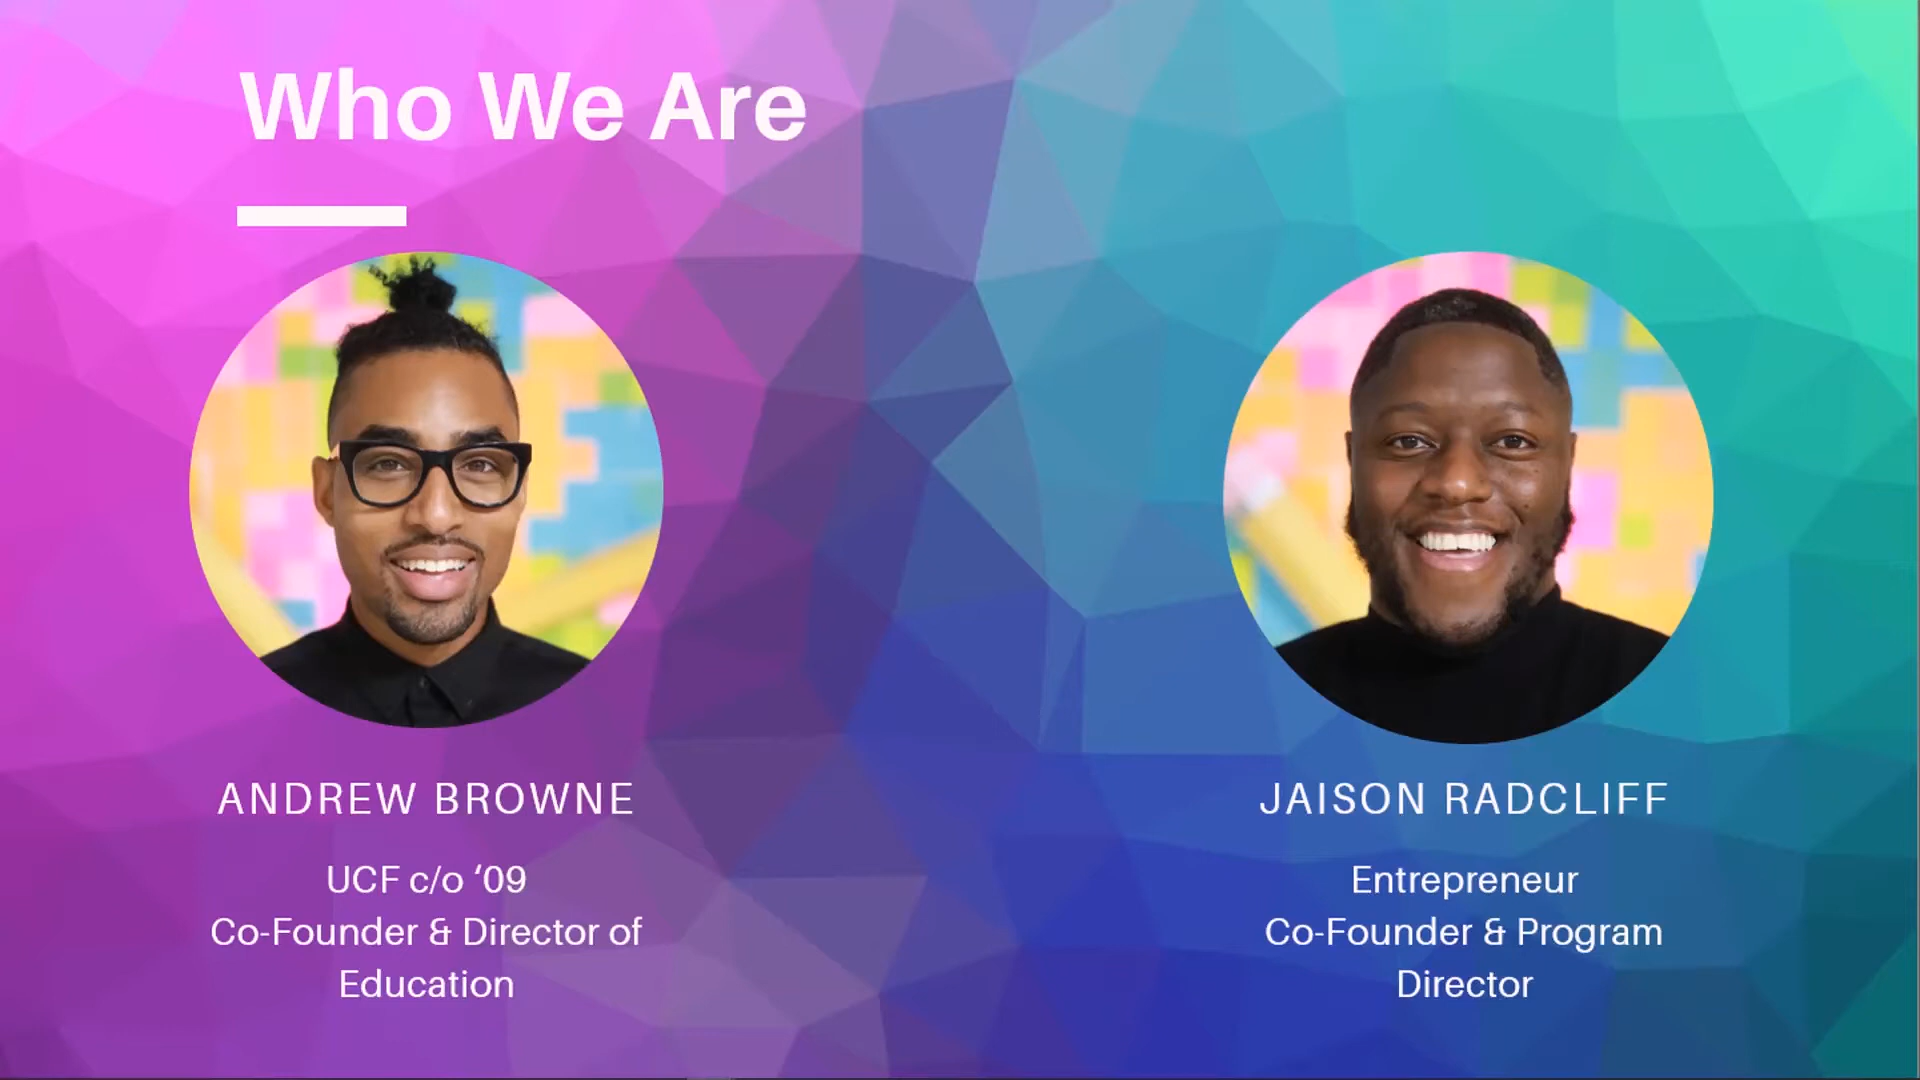 Who We Are
ANDREW BROWNE
UCF c/o ‘09
Co-Founder & Director of
Education
JAISON RADCLIFF
Entrepreneur
Co-Founder & Program
Director